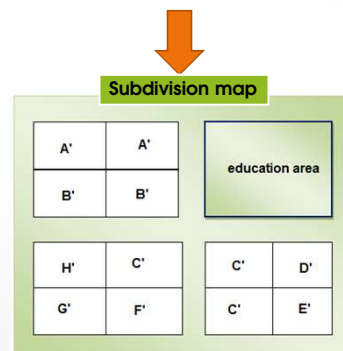 Subdivision map
A' A'
B' B'
education area
H' C'
G' F'
C' D'
C' E'